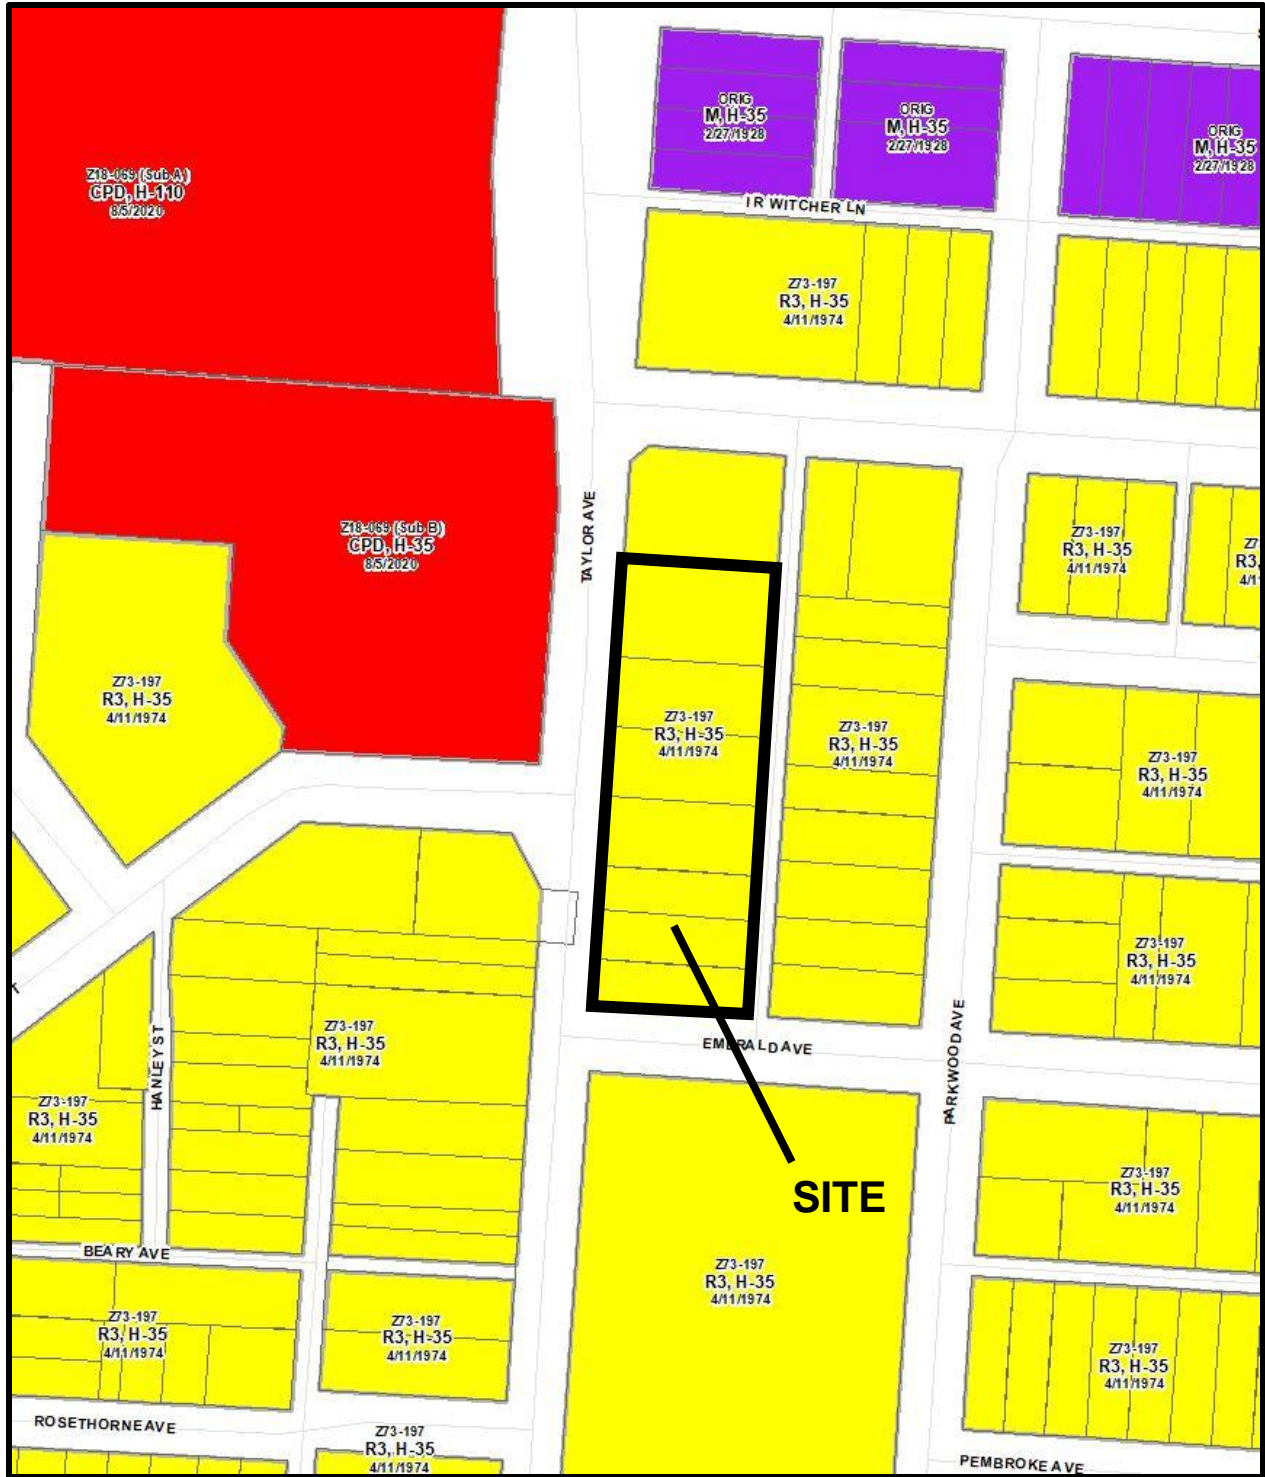 ORIG
M, H-35
2/27/1928
ORIG
M, H-35
2/27/1928
ORIG
M, H-35
2/27/1928
Z18-069 (Sub A)
CPD, H-110
8/5/2020
I R WITCHER LN
Z73-197
R3, H-35
4/11/1974
Z18-069 (Sub B)
CPD, H-35
8/5/2020
TAYLOR AVE
Z73-197
R3, H-35
4/11/1974
Z7
R3,
4/1
Z73-197
R3, H-35
4/11/1974
Z73-197
R3, H-35
4/11/1974
Z73-197
R3, H-35
4/11/1974
Z73-197
R3, H-35
4/11/1974
Z73-197
R3, H-35
4/11/1974
Z73-197
R3, H-35
4/11/1974
HANLEY ST
EMERALD AVE
PARKWOOD AVE
Z73-197
R3, H-35
4/11/1974
SITE
Z73-197
R3, H-35
4/11/1974
BEARY AVE
Z73-197
R3, H-35
4/11/1974
Z73-197
R3, H-35
4/11/1974
Z73-197
R3, H-35
4/11/1974
Z73-197
R3, H-35
4/11/1974
ROSETHORNE AVE
Z73-197
R3, H-35
4/11/1974
PEMBROKE AVE